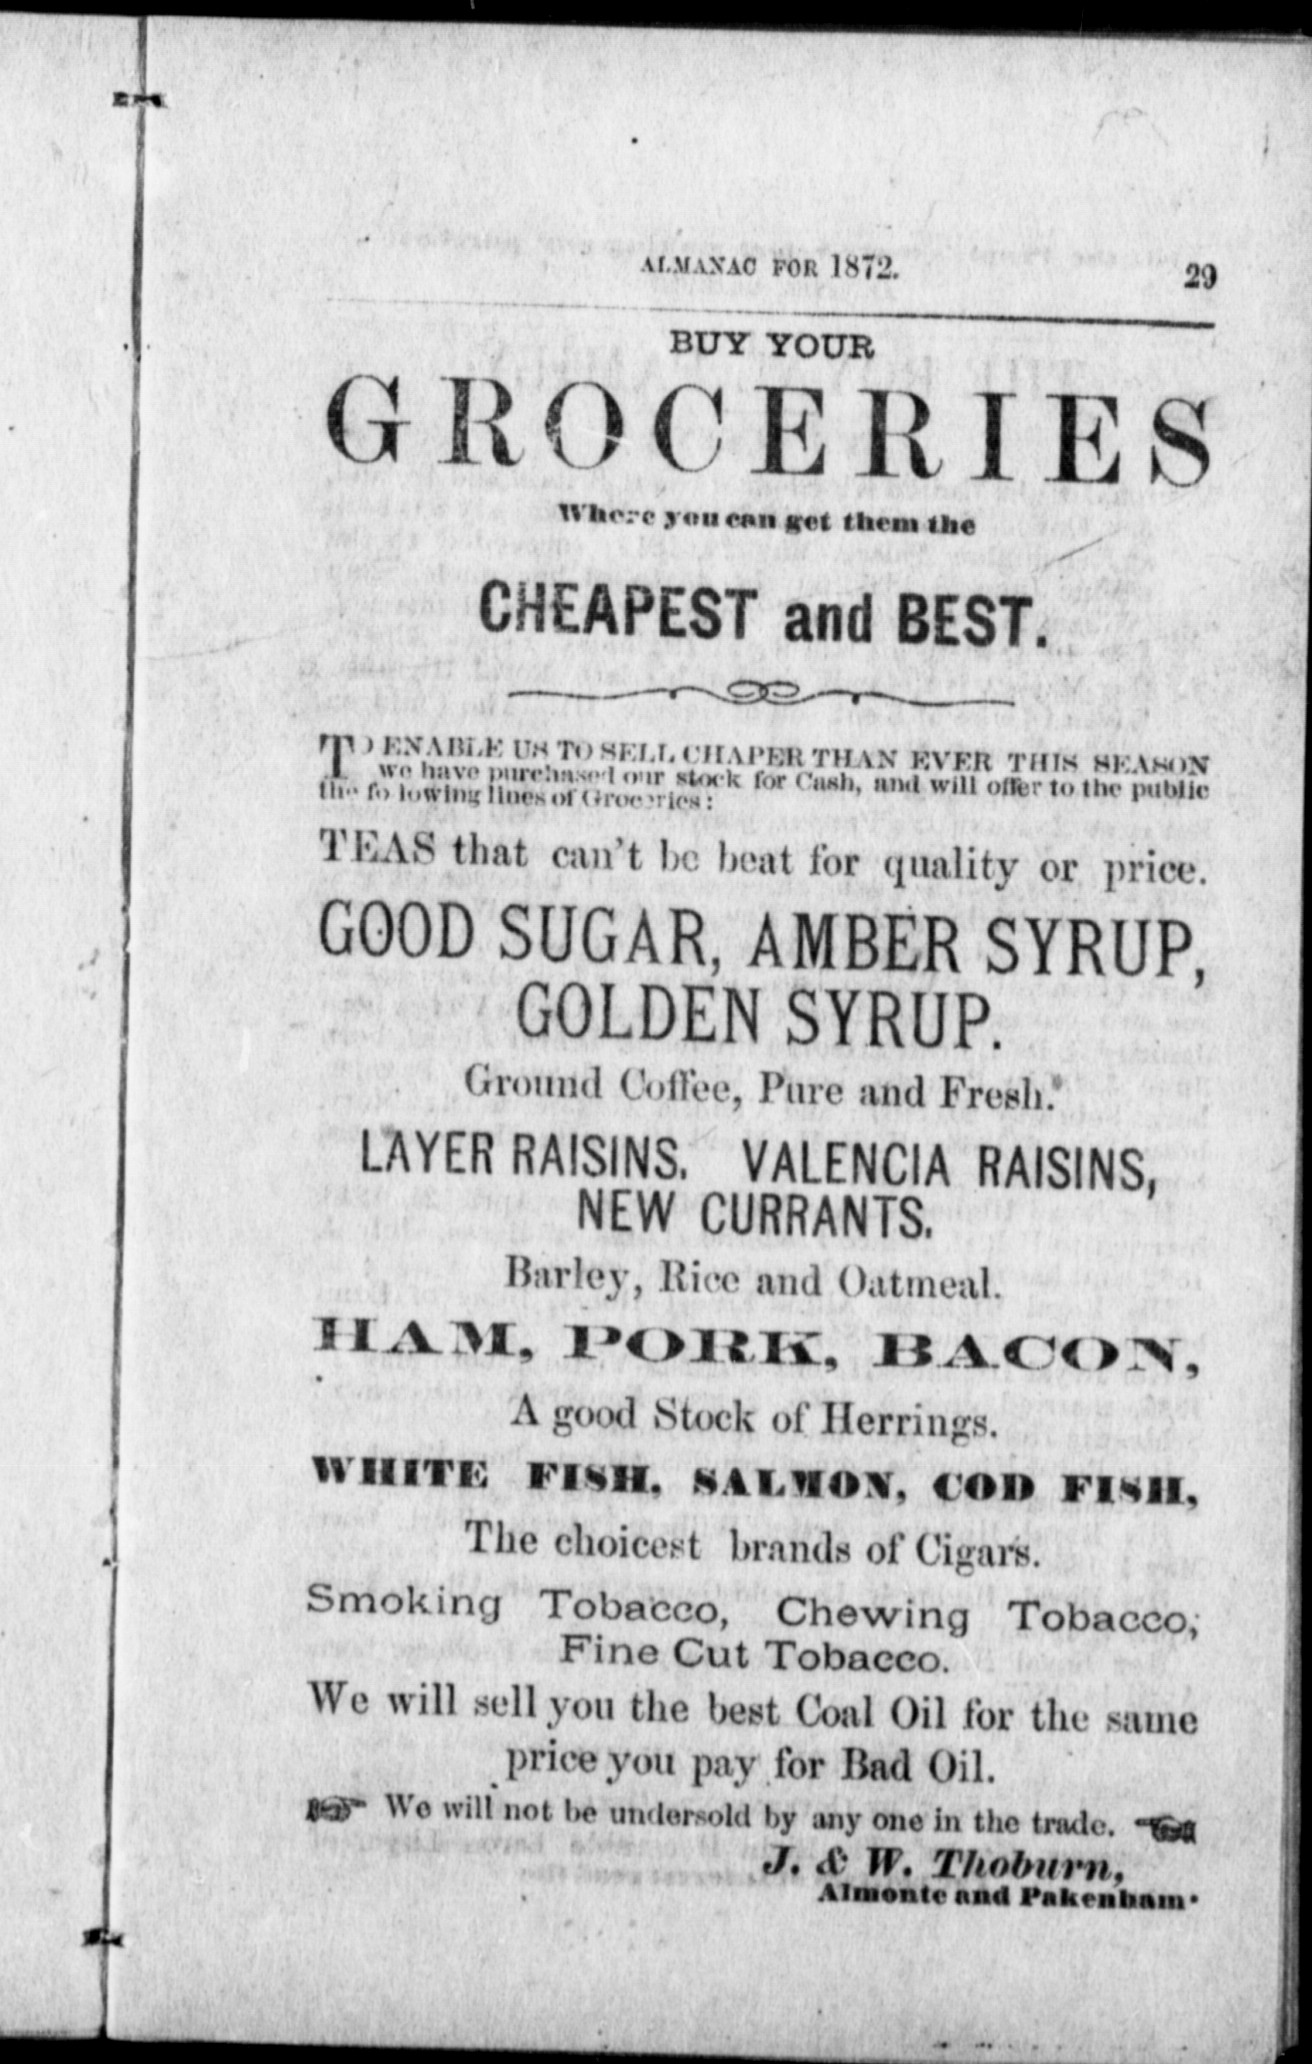 ALMANAC FOR 1872. 29
BUY YOUR
GROCERIES
Where you can get them the
CHEAPEST and BEST.
TO ENABLE US TO SELL CHAPER THAN EVER THIS SEASON
we have purchased our stock for Cash, and will offer to the public
the fo lowing lines of Groceries:
TEAS that can't be beat for quality or price.
GOOD SUGAR, AMBER SYRUP,
GOLDEN SYRUP.
Ground Coffee, Pure and Fresh.
LAYER RAISINS. VALENCIA RAISINS,
NEW CURRANTS.
Barley, Rice and Oatmeal.
HAM, PORK, BACON,
A good Stock of Herrings.
WHITE FISH, SALMON, COD FISH,
The choicest brands of Cigars.
Smoking Tobacco, Chewing Tobacco,
Fine Cut Tobacco.
We will sell you the best Coal Oil for the same
price you pay for Bad Oil.
We will not be undersold by any one in the trade.
J. & W. Thoburn,
Almonte and Pakenham.